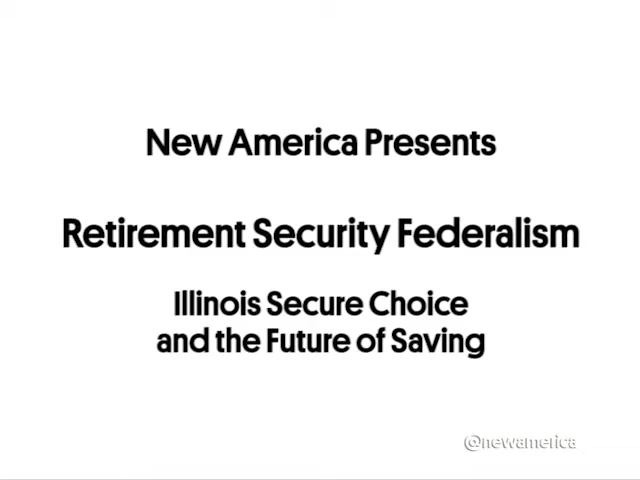 New America Presents
Retirement Security Federalism
Illinois Secure Choice
and the Future of Saving
@newamerica